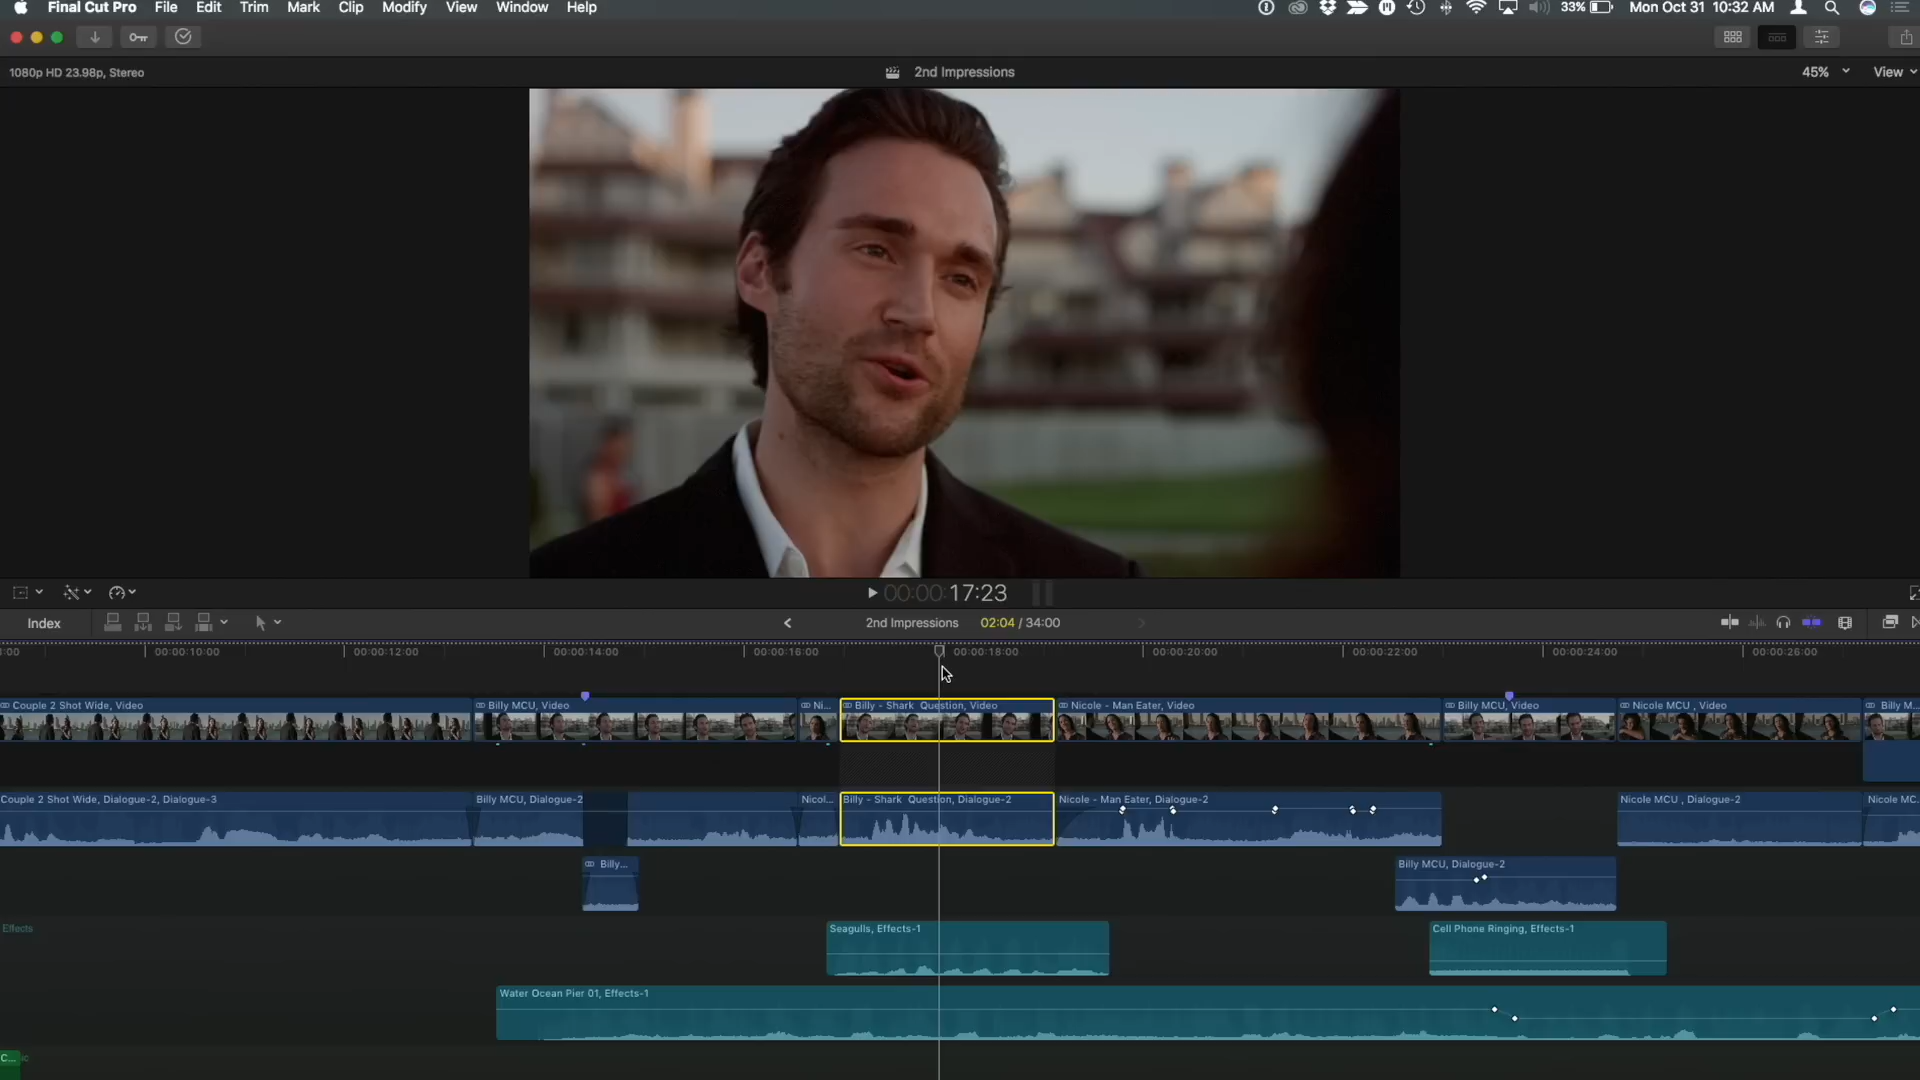 Final Cut Pro File Edit Trim Mark Clip Modify View Window Help 33% Mon Oct 31 10:32 AM
1080p HD 23.98p, Stereo 2nd Impressions 45% View
00:00:17:23
Index 2nd Impressions 02:04 / 34:00
:00 00:00:10:00 00:00:12:00 00:00:14:00 00:00:16:00 00:00:18:00 00:00:20:00 00:00:22:00 00:00:24:00 00:00:26:00
Couple 2 Shot Wide, Video Billy MCU, Video Ni... Billy - Shark Question, Video Nicole - Man Eater, Video Billy MCU, Video Nicole MCU , Video Billy M...
Couple 2 Shot Wide, Dialogue-2, Dialogue-3 Billy MCU, Dialogue-2 Nicol... Billy - Shark Question, Dialogue-2 Nicole - Man Eater, Dialogue-2 Nicole MCU , Dialogue-2 Nicole MC...
Billy... Billy MCU, Dialogue-2
Effects Seagulls, Effects-1 Cell Phone Ringing, Effects-1
Water Ocean Pier 01, Effects-1
C... ic